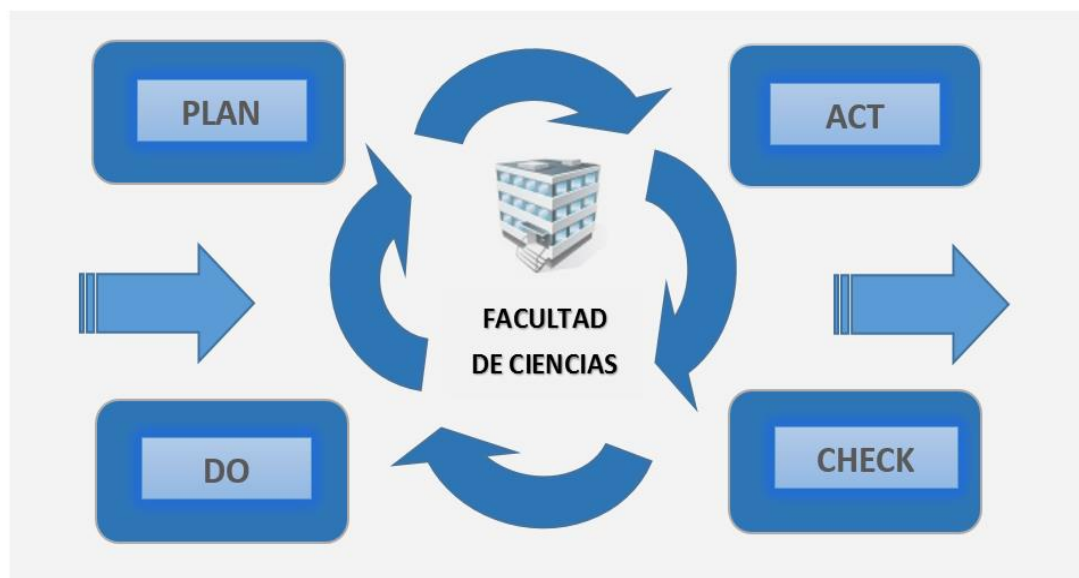 PLAN
ACT
FACULTAD
DE CIENCIAS
DO
CHECK